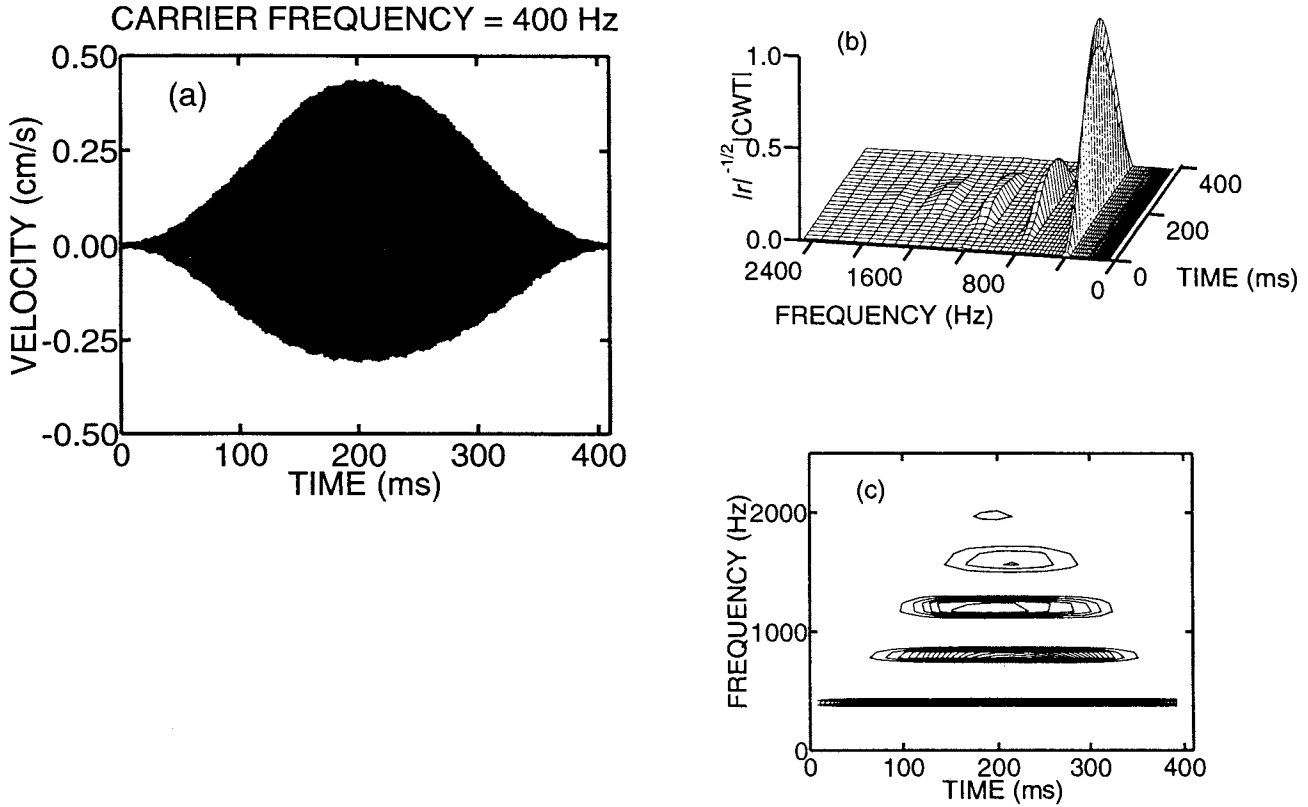 CARRIER FREQUENCY = 400 Hz
(a)
VELOCITY (cm/s)
0.50
0.25
0.00
-0.25
-0.50
0 100 200 300 400
TIME (ms)
(b)
|r|^-1/2 |CWT|
1.0
0.5
0.0
2400 1600 800 0
FREQUENCY (Hz)
0 200 400
TIME (ms)
(c)
FREQUENCY (Hz)
2000
1000
0
0 100 200 300 400
TIME (ms)